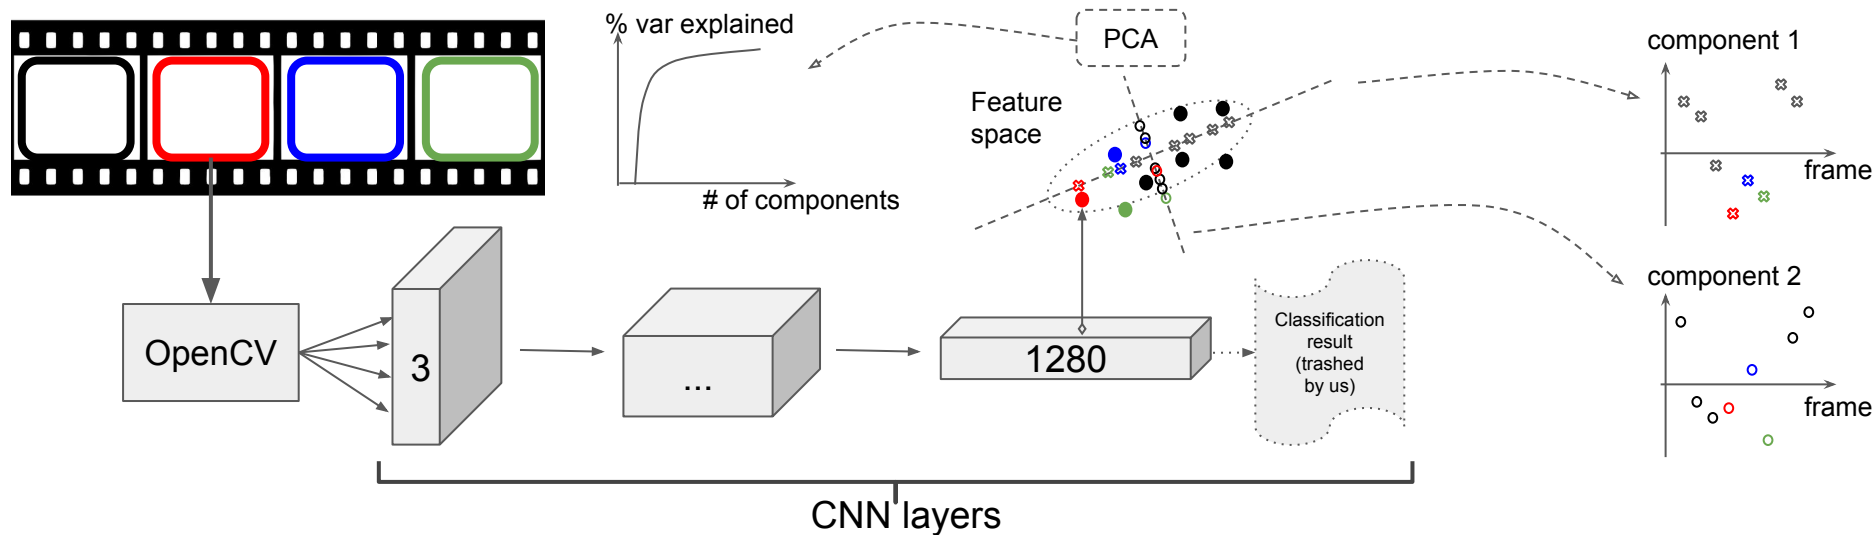 % var explained
# of components
PCA
Feature
space
component 1
frame
component 2
frame
OpenCV
3
...
1280
Classification
result
(trashed
by us)
CNN layers